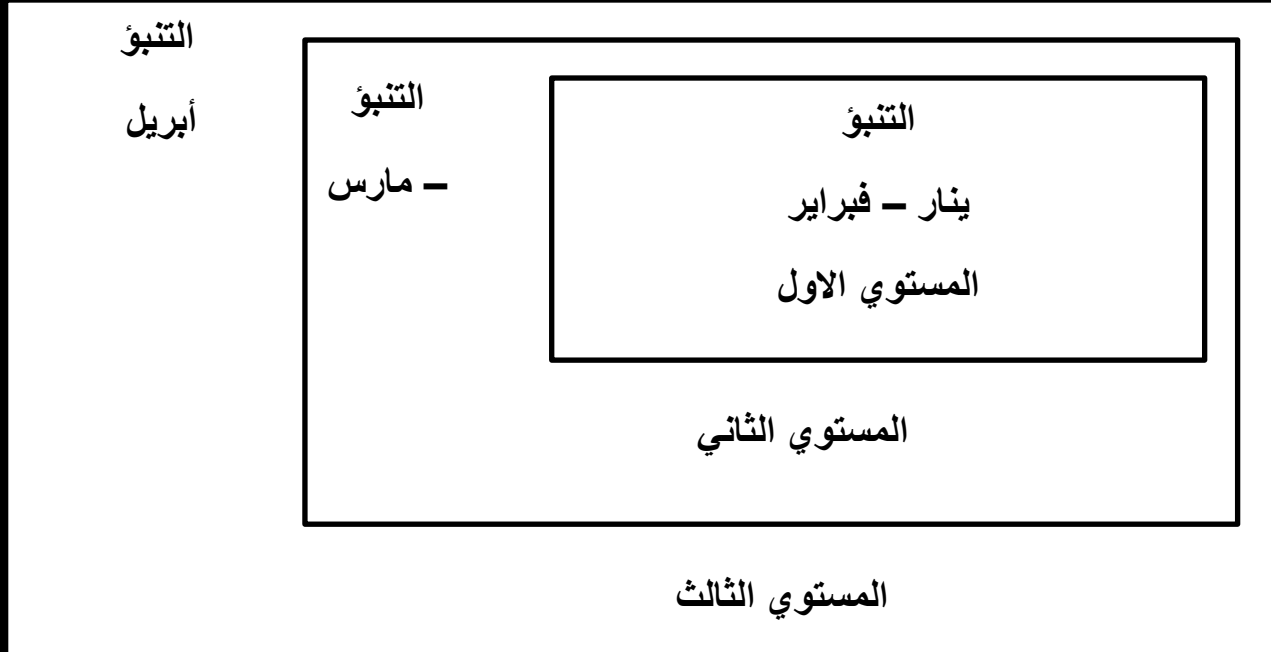 التنبؤ
أبريل
التنبؤ
– مارس
التنبؤ
ينار – فبراير
المستوي الاول
المستوي الثاني
المستوي الثالث